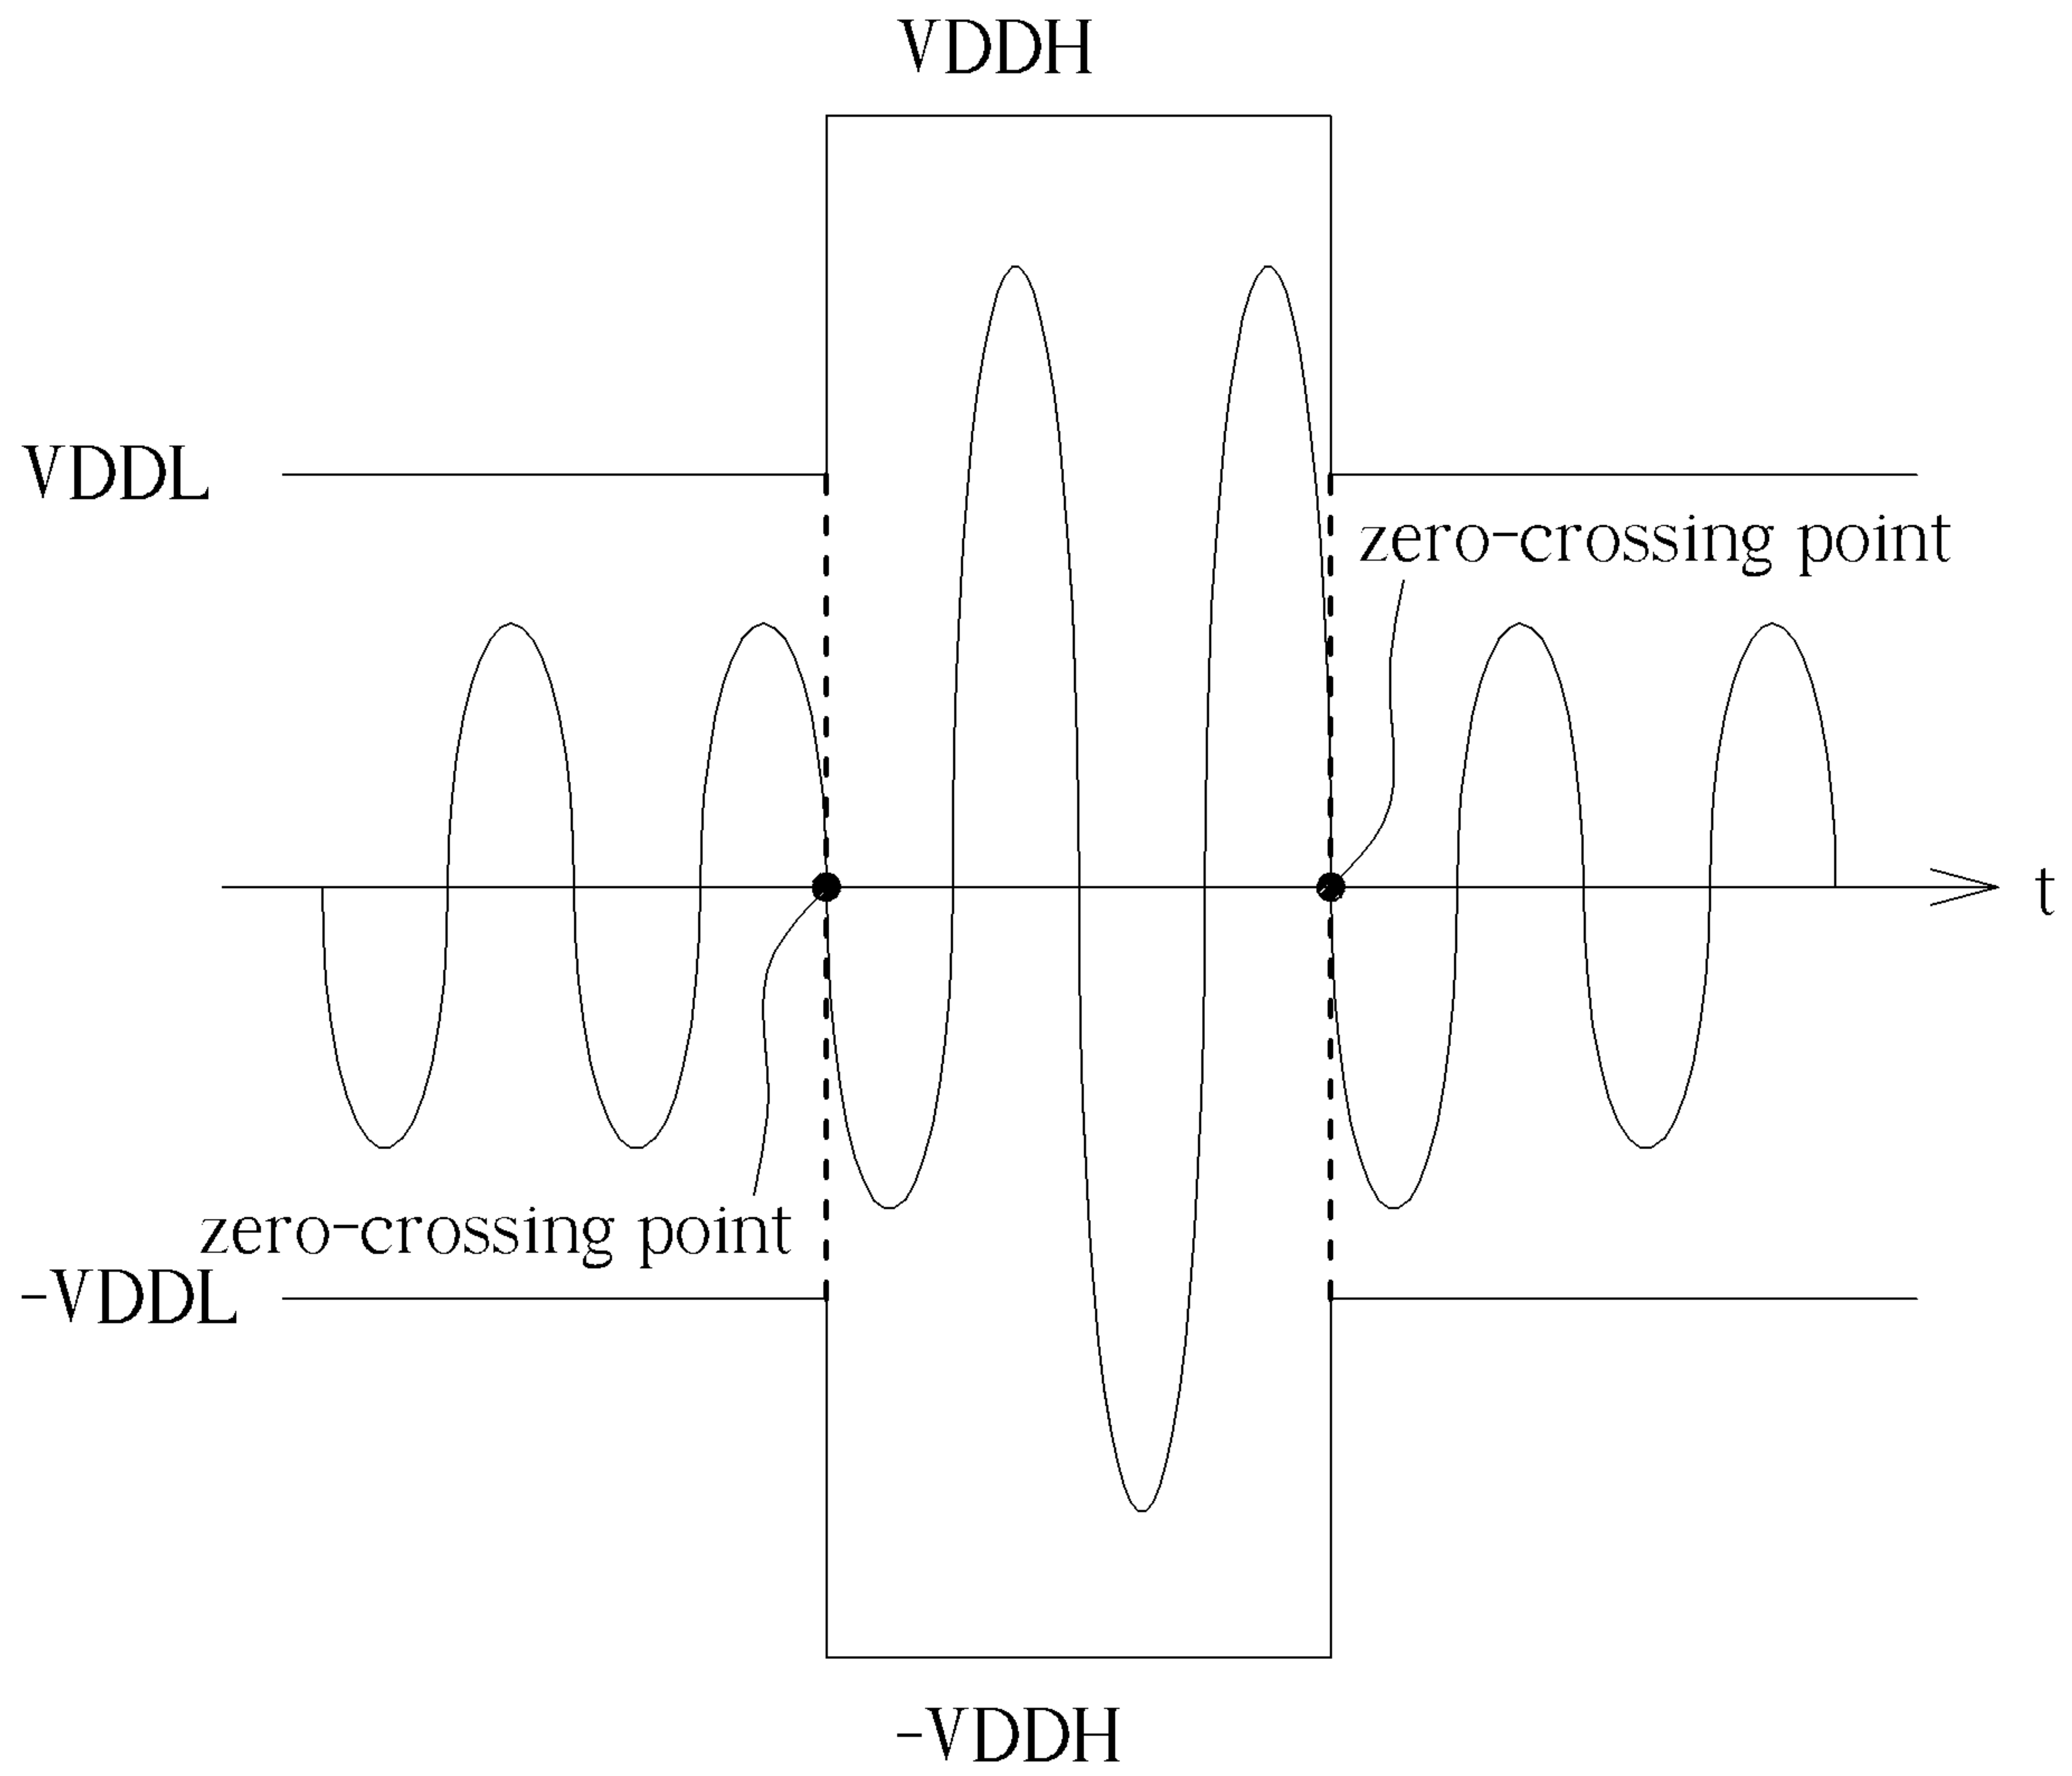 VDDH
VDDL
zero-crossing point
t
zero-crossing point
-VDDL
-VDDH